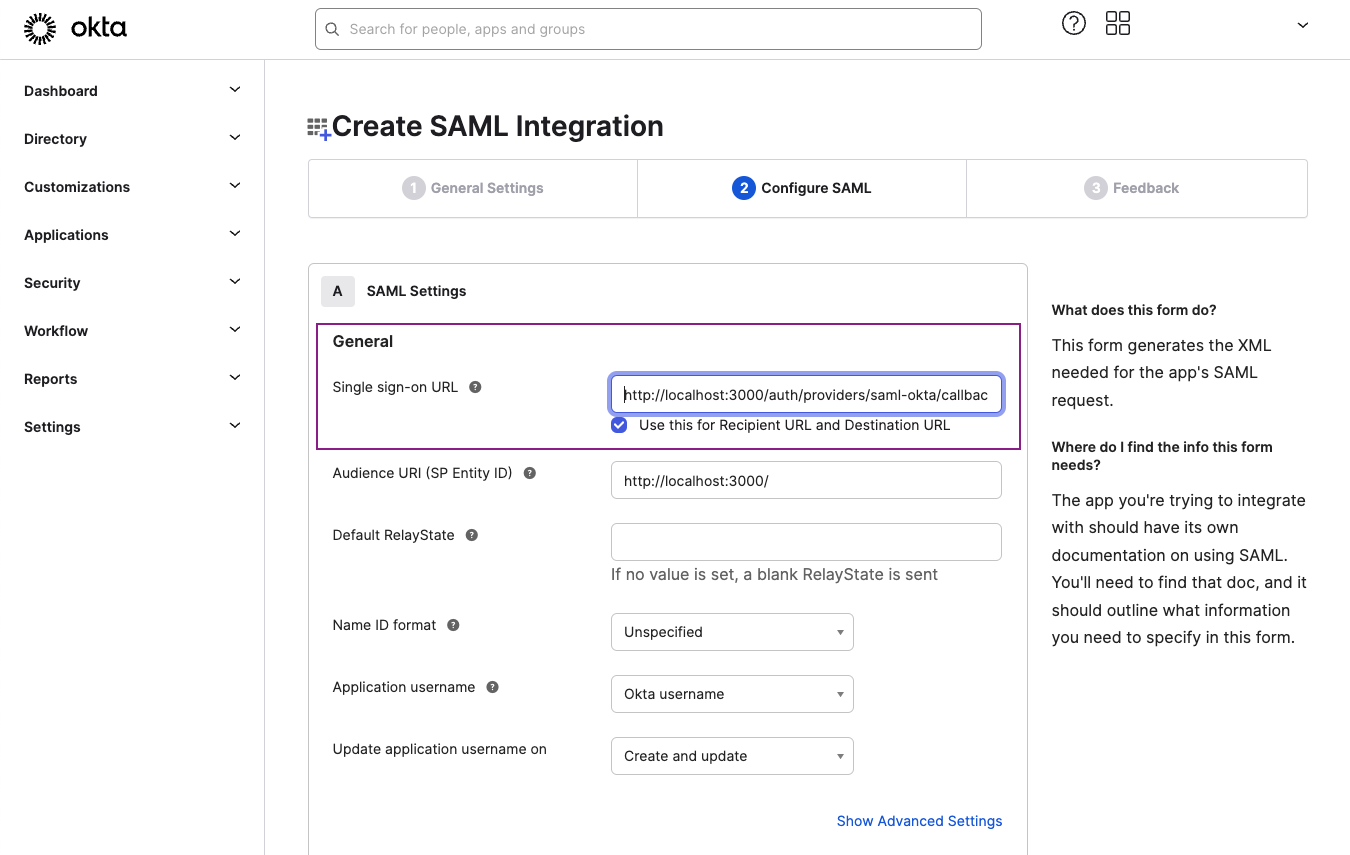 okta
Search for people, apps and groups
Dashboard
Directory
Customizations
Applications
Security
Workflow
Reports
Settings
Create SAML Integration
1 General Settings
2 Configure SAML
3 Feedback
A SAML Settings
General
Single sign-on URL ?
http://localhost:3000/auth/providers/saml-okta/callbac
Use this for Recipient URL and Destination URL
Audience URI (SP Entity ID) ?
http://localhost:3000/
Default RelayState ?
If no value is set, a blank RelayState is sent
Name ID format ?
Unspecified
Application username ?
Okta username
Update application username on
Create and update
Show Advanced Settings
What does this form do?
This form generates the XML
needed for the app's SAML
request.
Where do I find the info this form
needs?
The app you're trying to integrate
with should have its own
documentation on using SAML.
You'll need to find that doc, and it
should outline what information
you need to specify in this form.